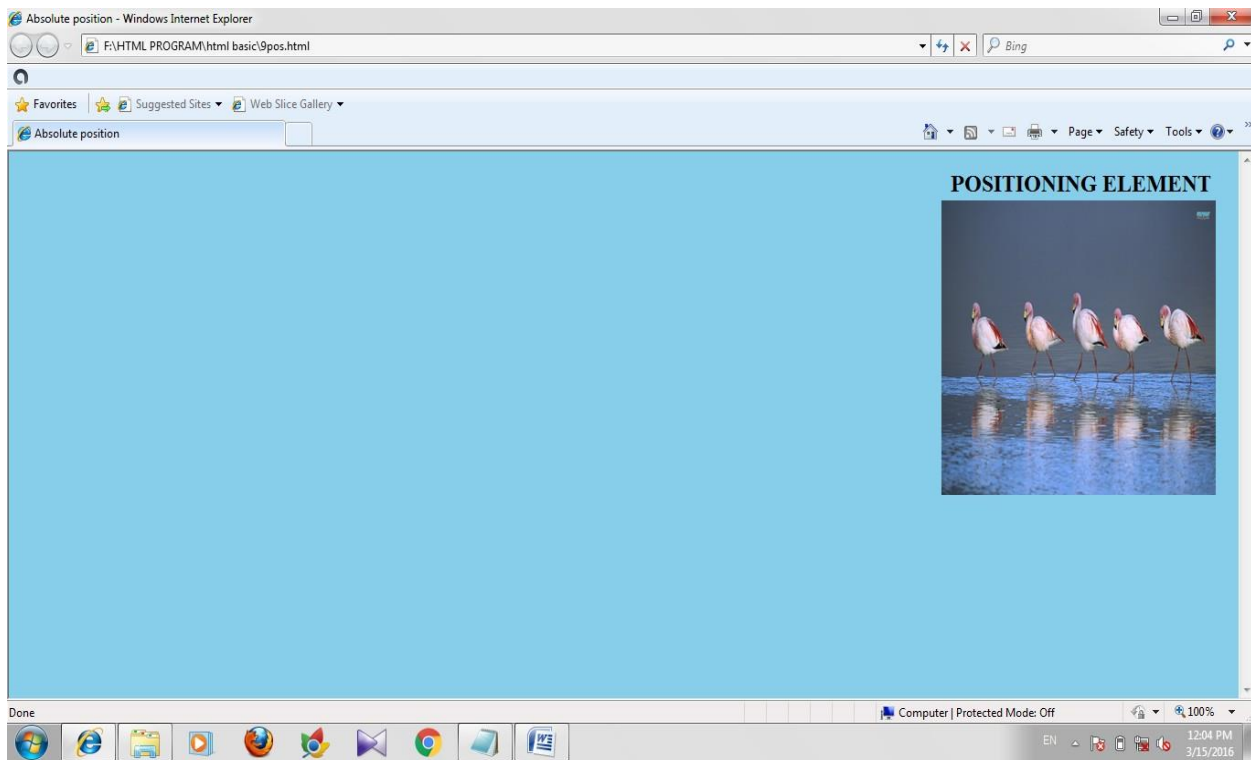 Absolute position - Windows Internet Explorer
F:\HTML PROGRAM\html basic\9pos.html
Bing
Favorites Suggested Sites Web Slice Gallery
Absolute position
Page Safety Tools
POSITIONING ELEMENT
Done
Computer | Protected Mode: Off
100%
EN
12:04 PM
3/15/2016